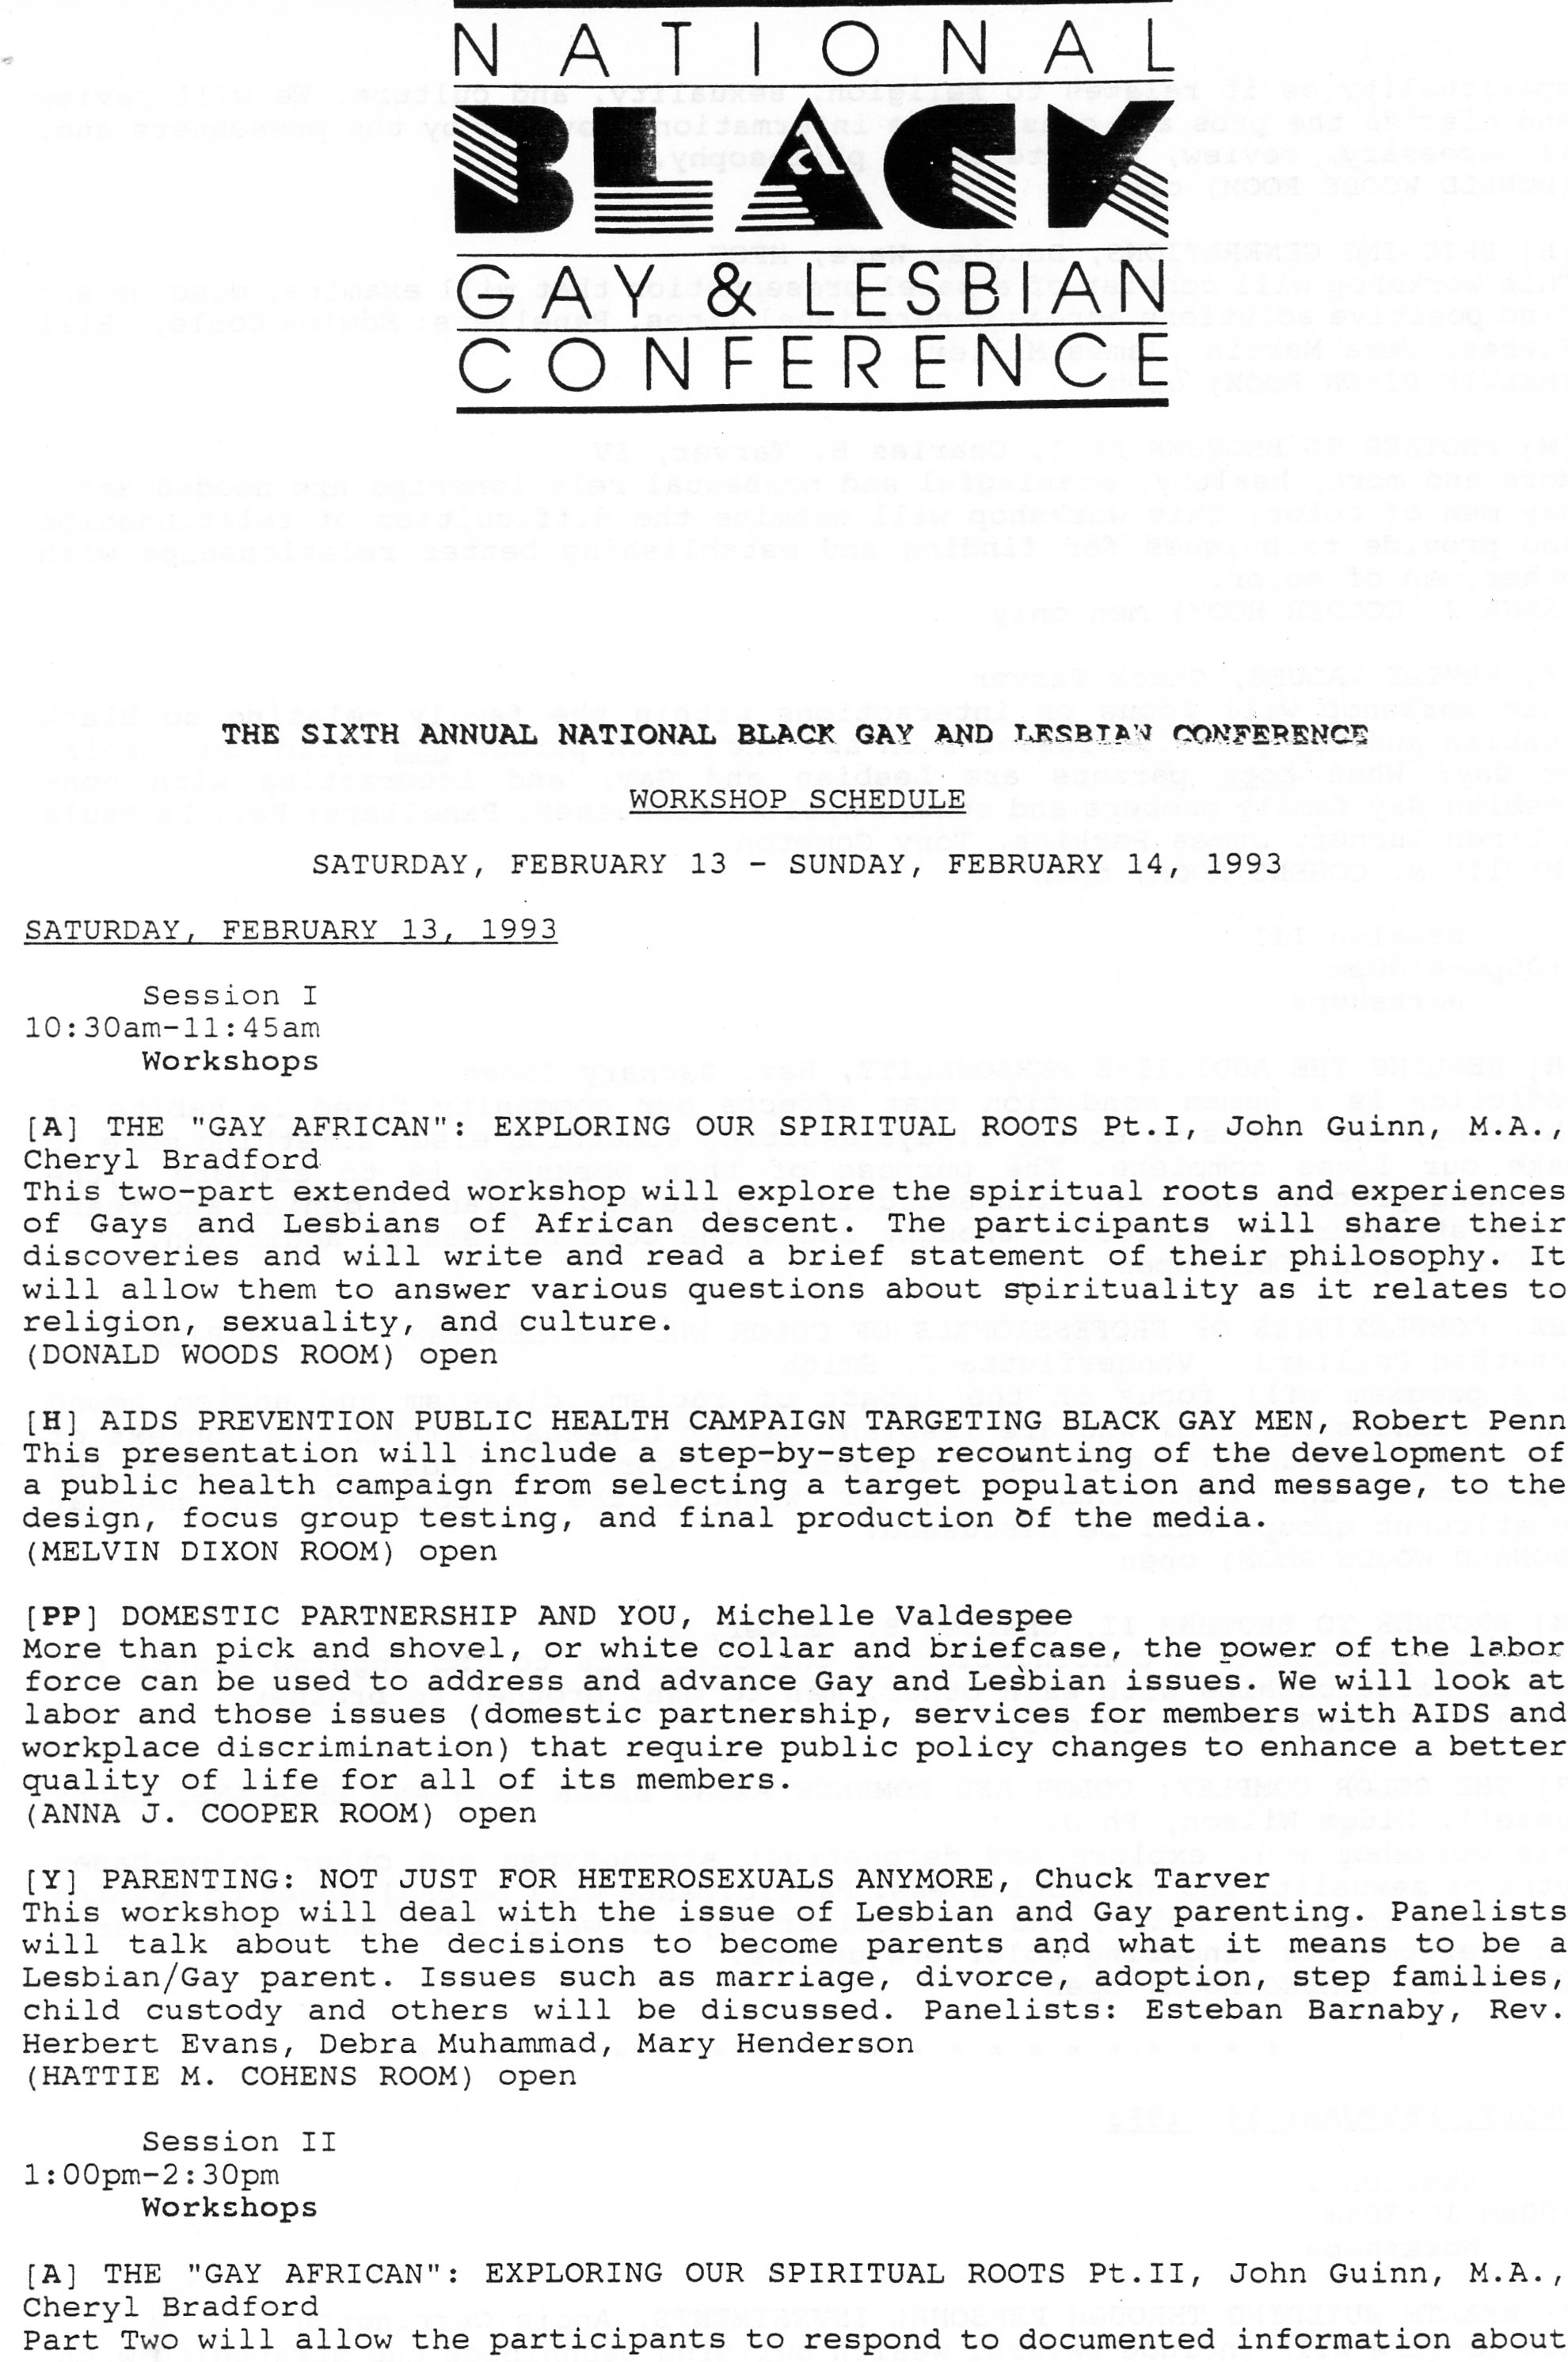 NATIONAL
BLACK
GAY & LESBIAN
CONFERENCE
THE SIXTH ANNUAL NATIONAL BLACK GAY AND LESBIAN CONFERENCE
WORKSHOP SCHEDULE
SATURDAY, FEBRUARY 13 - SUNDAY, FEBRUARY 14, 1993
SATURDAY, FEBRUARY 13, 1993
Session I
10:30am-11:45am
Workshops
[A] THE "GAY AFRICAN": EXPLORING OUR SPIRITUAL ROOTS Pt.I, John Guinn, M.A.,
Cheryl Bradford
This two-part extended workshop will explore the spiritual roots and experiences
of Gays and Lesbians of African descent. The participants will share their
discoveries and will write and read a brief statement of their philosophy. It
will allow them to answer various questions about spirituality as it relates to
religion, sexuality, and culture.
(DONALD WOODS ROOM) open
[H] AIDS PREVENTION PUBLIC HEALTH CAMPAIGN TARGETING BLACK GAY MEN, Robert Penn
This presentation will include a step-by-step recounting of the development of
a public health campaign from selecting a target population and message, to the
design, focus group testing, and final production of the media.
(MELVIN DIXON ROOM) open
[PP] DOMESTIC PARTNERSHIP AND YOU, Michelle Valdespee
More than pick and shovel, or white collar and briefcase, the power of the labor
force can be used to address and advance Gay and Lesbian issues. We will look at
labor and those issues (domestic partnership, services for members with AIDS and
workplace discrimination) that require public policy changes to enhance a better
quality of life for all of its members.
(ANNA J. COOPER ROOM) open
[Y] PARENTING: NOT JUST FOR HETEROSEXUALS ANYMORE, Chuck Tarver
This workshop will deal with the issue of Lesbian and Gay parenting. Panelists
will talk about the decisions to become parents and what it means to be a
Lesbian/Gay parent. Issues such as marriage, divorce, adoption, step families,
child custody and others will be discussed. Panelists: Esteban Barnaby, Rev.
Herbert Evans, Debra Muhammad, Mary Henderson
(HATTIE M. COHENS ROOM) open
Session II
1:00pm-2:30pm
Workshops
[A] THE "GAY AFRICAN": EXPLORING OUR SPIRITUAL ROOTS Pt.II, John Guinn, M.A.,
Cheryl Bradford
Part Two will allow the participants to respond to documented information about